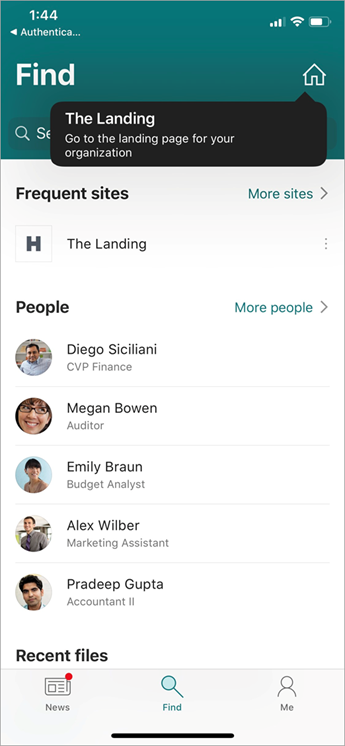 1:44
◀ Authentica...
Find
The Landing
Go to the landing page for your
organization
Se
Frequent sites
More sites
H
The Landing
People
More people
Diego Siciliani
CVP Finance
Megan Bowen
Auditor
Emily Braun
Budget Analyst
Alex Wilber
Marketing Assistant
Pradeep Gupta
Accountant II
Recent files
News
Find
Me